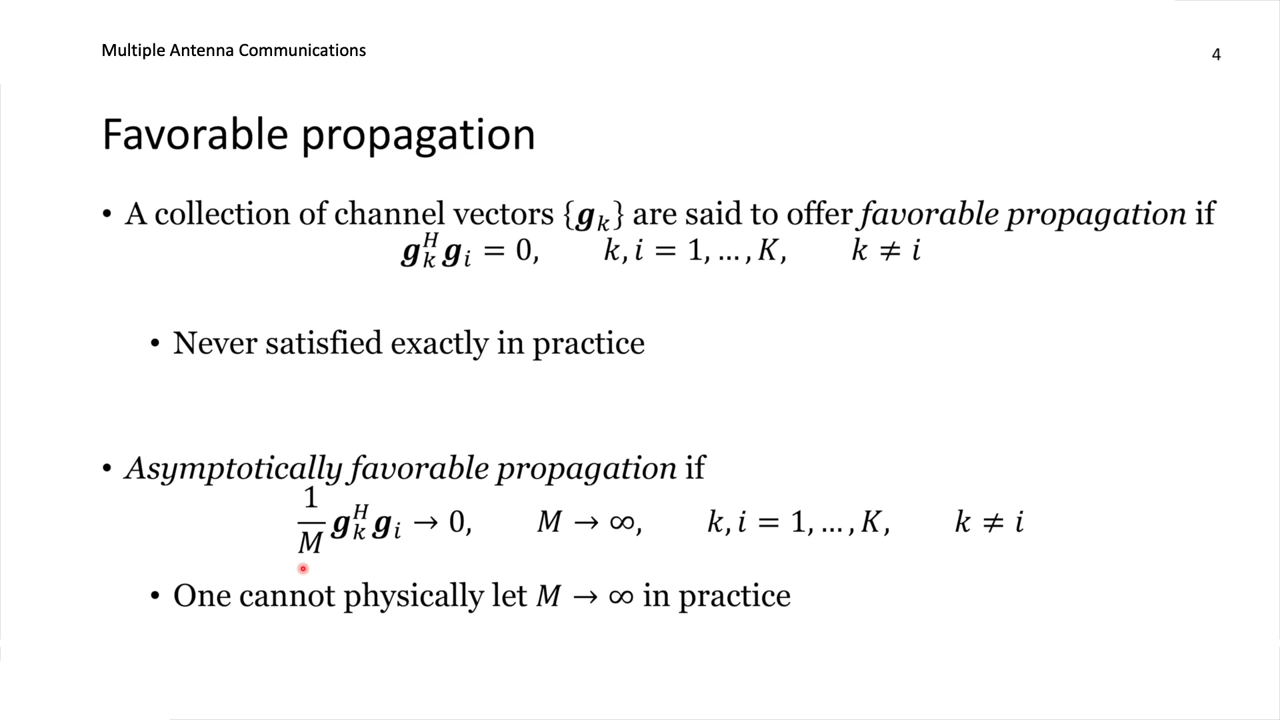 Multiple Antenna Communications
4
Favorable propagation
• A collection of channel vectors {𝒈ₖ} are said to offer favorable propagation if
𝒈ₖᴴ𝒈ᵢ = 0, k, i = 1, … , K, k ≠ i
• Never satisfied exactly in practice
• Asymptotically favorable propagation if
1/M 𝒈ₖᴴ𝒈ᵢ → 0, M → ∞, k, i = 1, … , K, k ≠ i
• One cannot physically let M → ∞ in practice